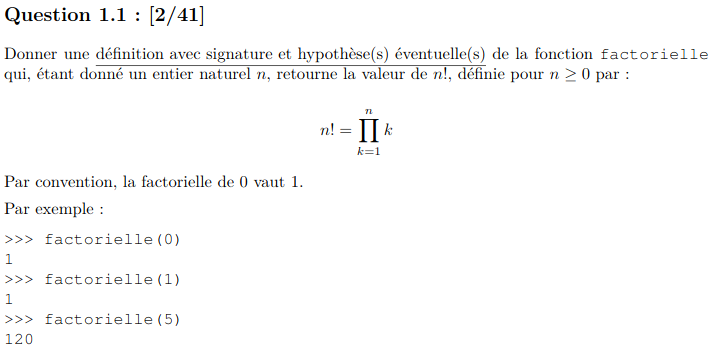 Question 1.1 : [2/41]
Donner une définition avec signature et hypothèse(s) éventuelle(s) de la fonction factorielle
qui, étant donné un entier naturel n, retourne la valeur de n!, définie pour n ≥ 0 par :
n! = ∏_{k=1}^{n} k
Par convention, la factorielle de 0 vaut 1.
Par exemple :
>>> factorielle(0)
1
>>> factorielle(1)
1
>>> factorielle(5)
120